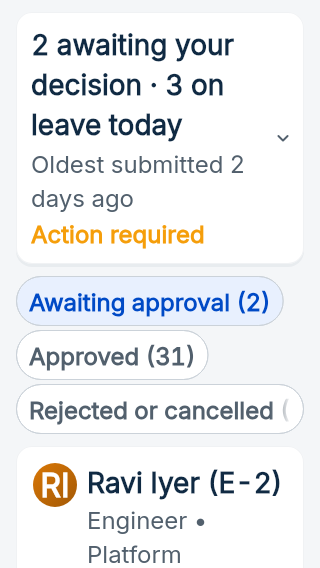 2 awaiting your
decision · 3 on
leave today
Oldest submitted 2
days ago
Action required
Awaiting approval (2)
Approved (31)
Rejected or cancelled (
RI
Ravi Iyer (E-2)
Engineer •
Platform